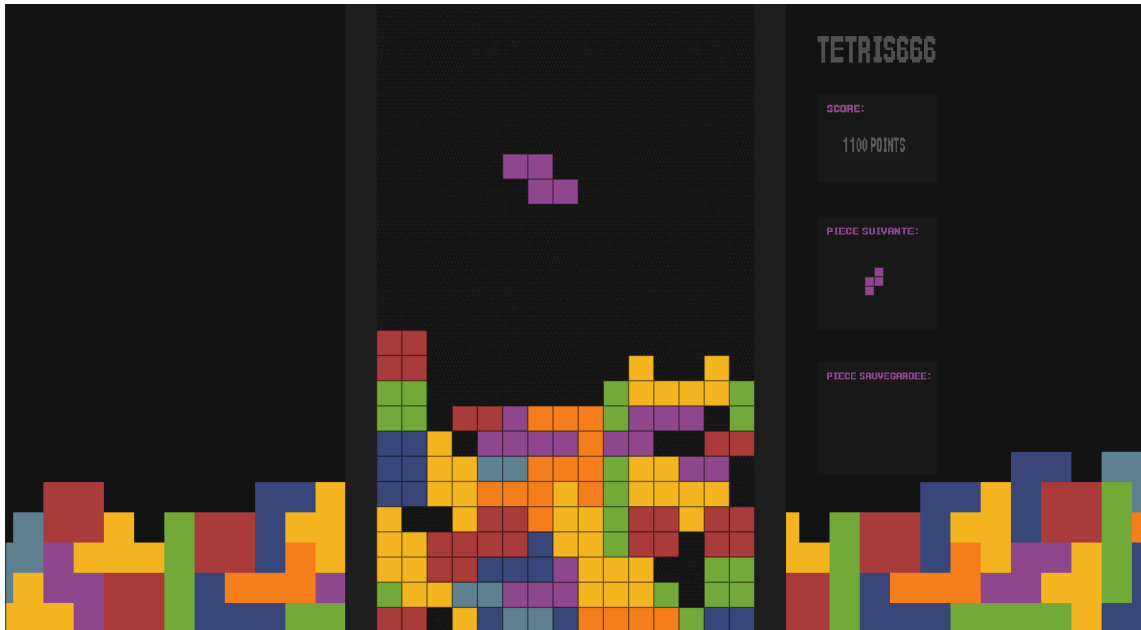 TETRIS666
SCORE:
1100 POINTS
PIECE SUIVANTE:
PIECE SAUVEGARDEE: